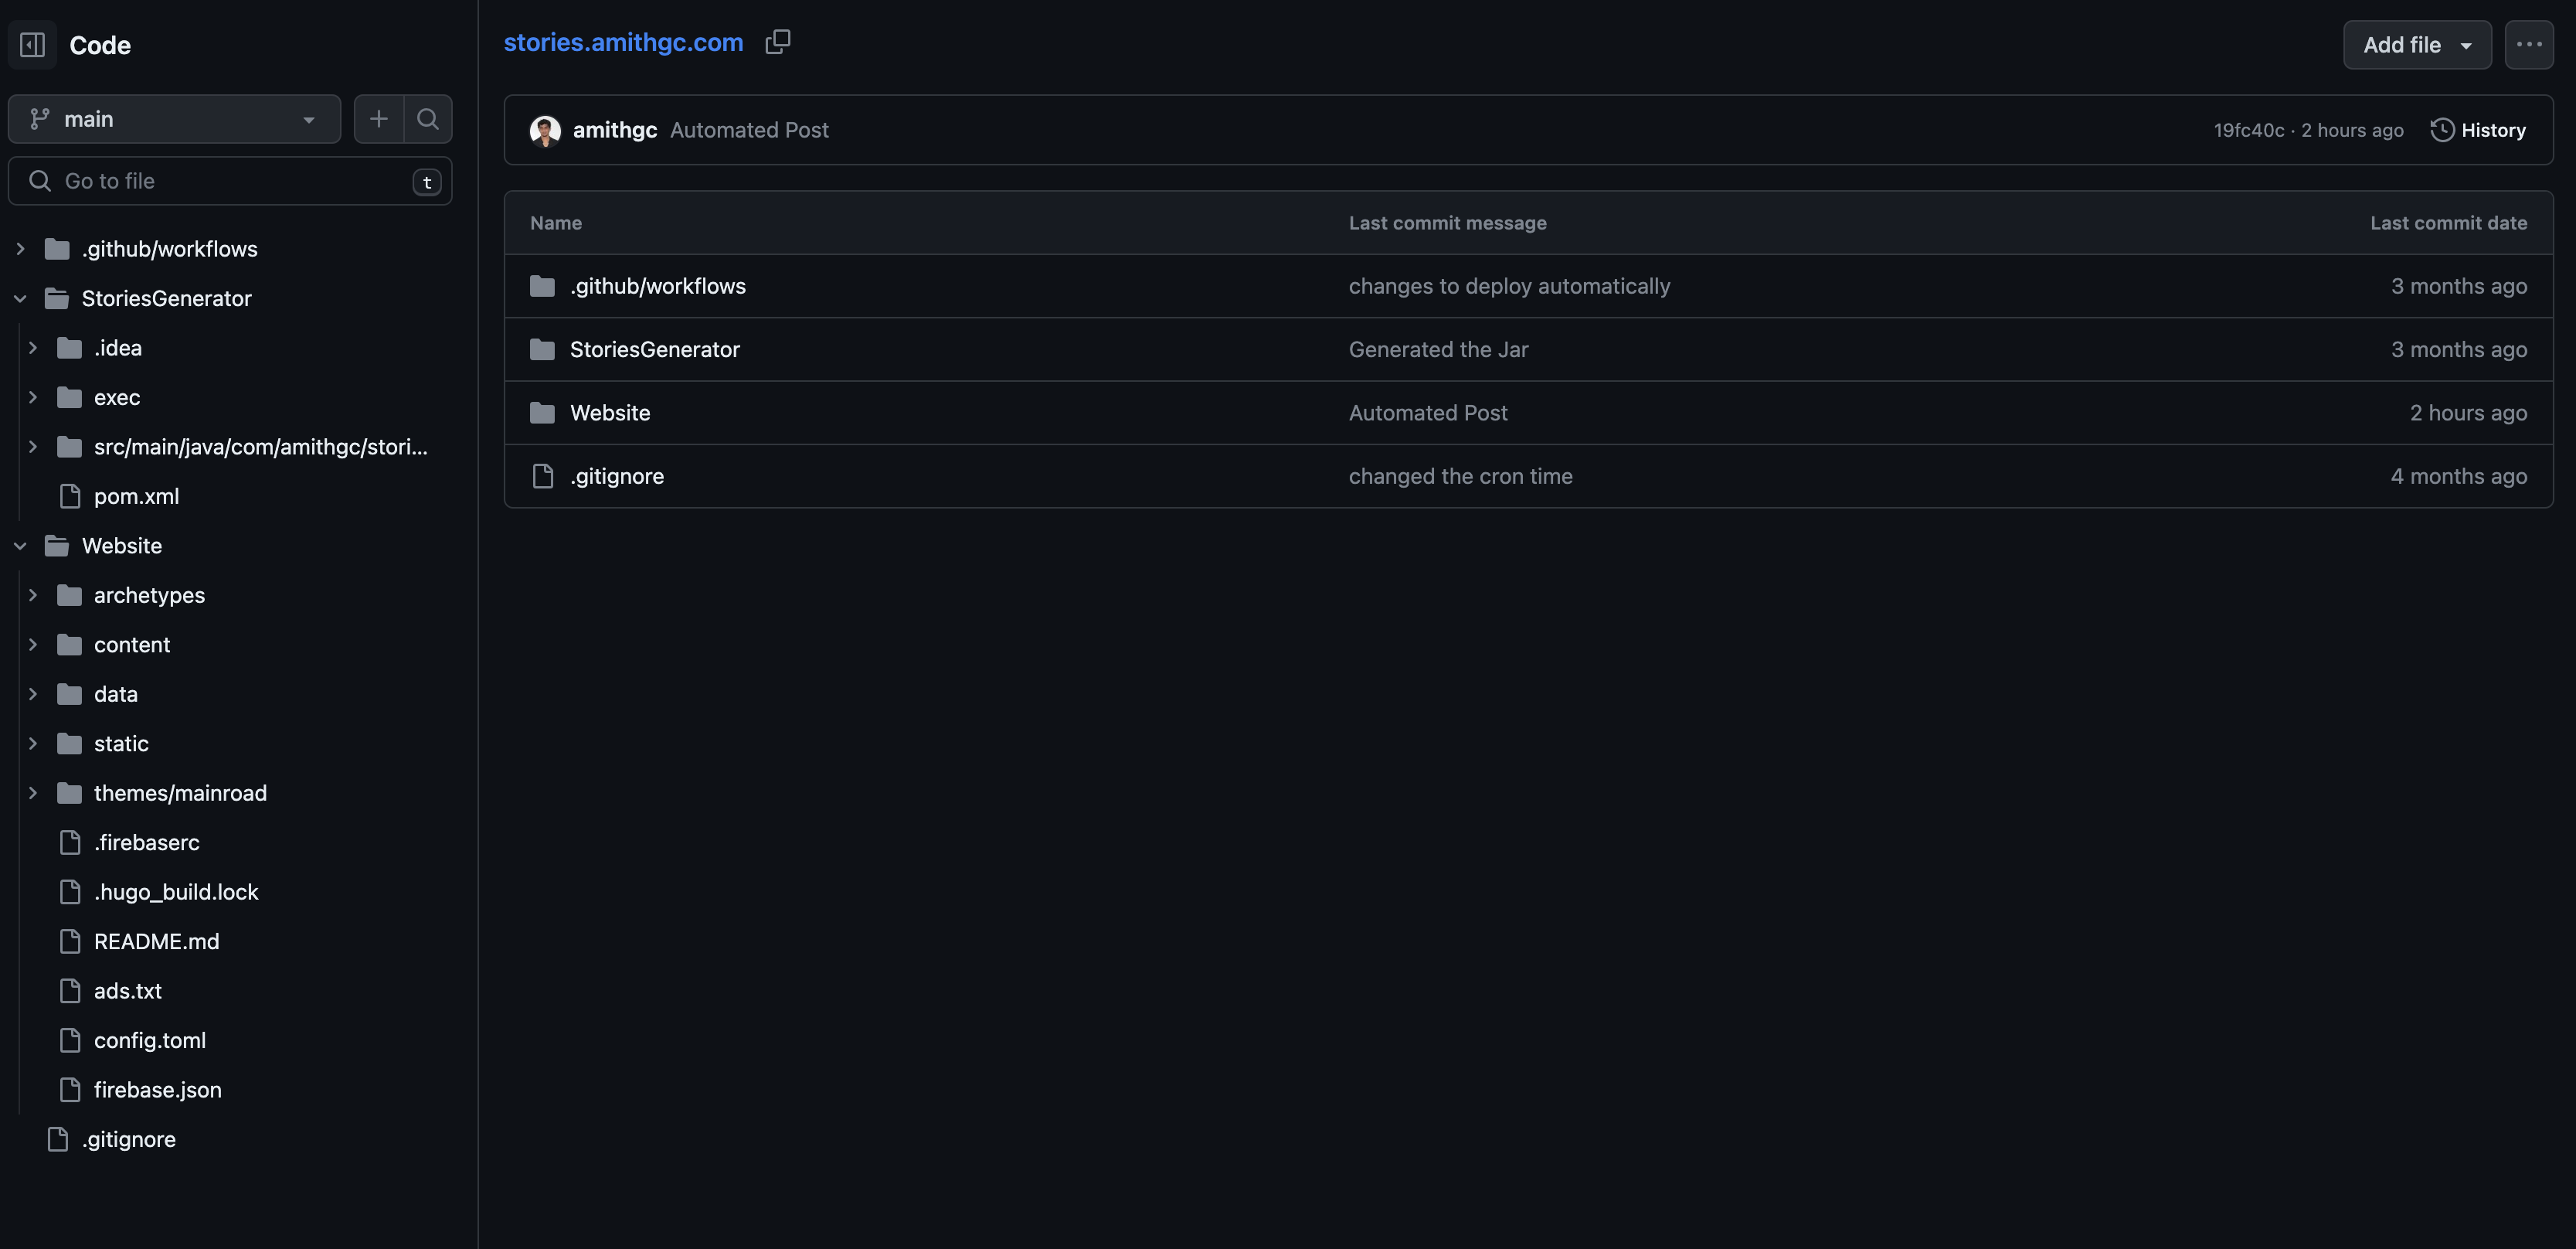 Code
main
Go to file
t
.github/workflows
StoriesGenerator
.idea
exec
src/main/java/com/amithgc/stori...
pom.xml
Website
archetypes
content
data
static
themes/mainroad
.firebaserc
.hugo_build.lock
README.md
ads.txt
config.toml
firebase.json
.gitignore
stories.amithgc.com
Add file
amithgc Automated Post
19fc40c · 2 hours ago
History
Name Last commit message Last commit date
.github/workflows changes to deploy automatically 3 months ago
StoriesGenerator Generated the Jar 3 months ago
Website Automated Post 2 hours ago
.gitignore changed the cron time 4 months ago